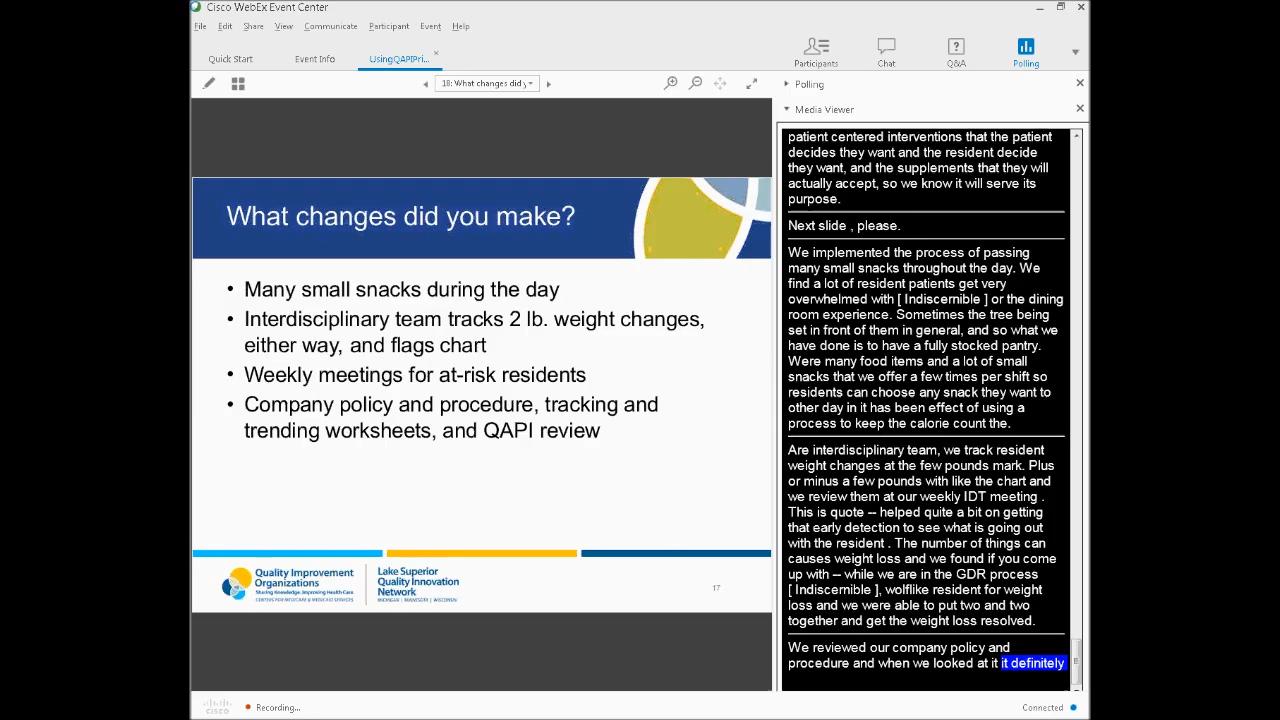 Cisco WebEx Event Center
File Edit Share View Communicate Participant Event Help
Quick Start Event Info UsingQAPIPri...
Participants Chat Q&A Polling
18: What changes did y
Polling
Media Viewer
What changes did you make?
• Many small snacks during the day
• Interdisciplinary team tracks 2 lb. weight changes,
either way, and flags chart
• Weekly meetings for at-risk residents
• Company policy and procedure, tracking and
trending worksheets, and QAPI review
Quality Improvement
Organizations
Sharing Knowledge. Improving Health Care.
CENTERS FOR MEDICARE & MEDICAID SERVICES
Lake Superior
Quality Innovation
Network
MICHIGAN | MINNESOTA | WISCONSIN
17
patient centered interventions that the patient
decides they want and the resident decide
they want, and the supplements that they will
actually accept, so we know it will serve its
purpose.
Next slide , please.
We implemented the process of passing
many small snacks throughout the day. We
find a lot of resident patients get very
overwhelmed with [ Indiscernible ] or the dining
room experience. Sometimes the tree being
set in front of them in general, and so what we
have done is to have a fully stocked pantry.
Were many food items and a lot of small
snacks that we offer a few times per shift so
residents can choose any snack they want to
other day in it has been effect of using a
process to keep the calorie count the.
Are interdisciplinary team, we track resident
weight changes at the few pounds mark. Plus
or minus a few pounds with like the chart and
we review them at our weekly IDT meeting .
This is quote -- helped quite a bit on getting
that early detection to see what is going out
with the resident . The number of things can
causes weight loss and we found if you come
up with -- while we are in the GDR process
[ Indiscernible ], wolflike resident for weight
loss and we were able to put two and two
together and get the weight loss resolved.
We reviewed our company policy and
procedure and when we looked at it it definitely
cisco
Recording...
Connected